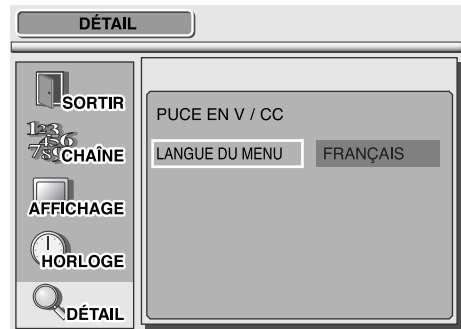 DÉTAIL
SORTIR
123
456
789
CHAÎNE
AFFICHAGE
HORLOGE
DÉTAIL
PUCE EN V / CC
LANGUE DU MENU FRANÇAIS